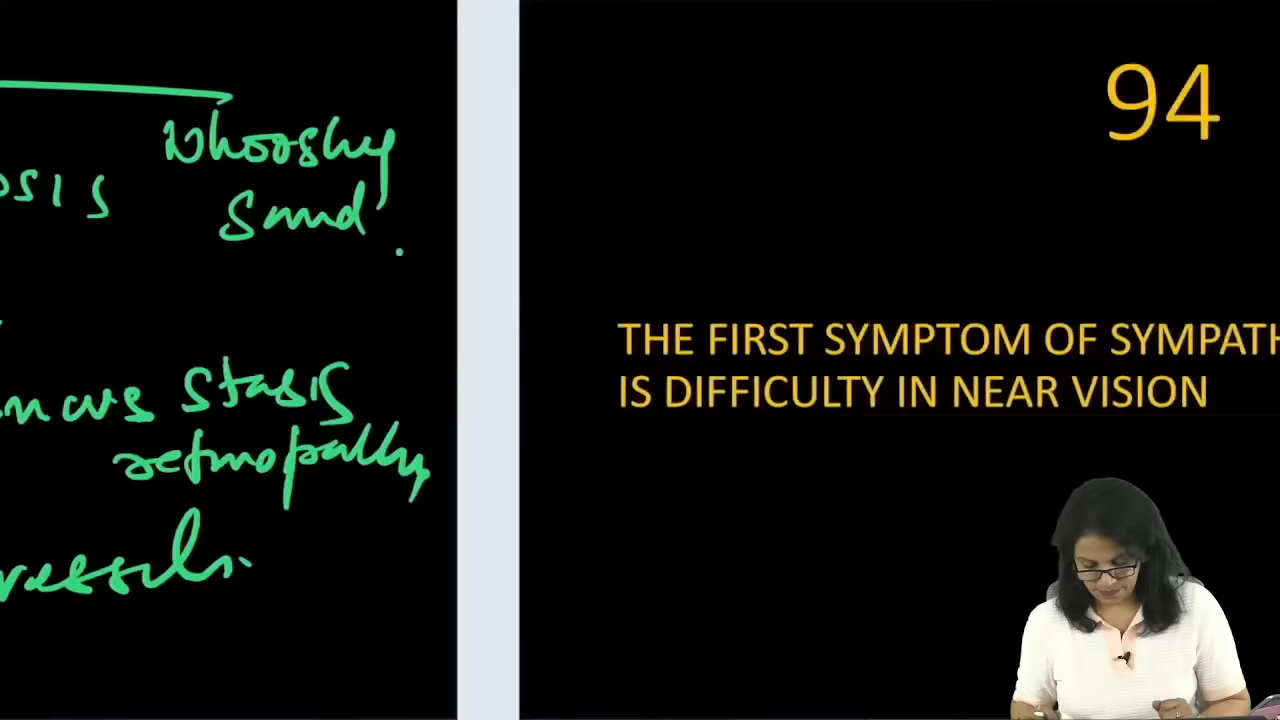 whooshy
sound.
osis
stasis
retinopathy
vessels.
94
THE FIRST SYMPTOM OF SYMPATH
IS DIFFICULTY IN NEAR VISION